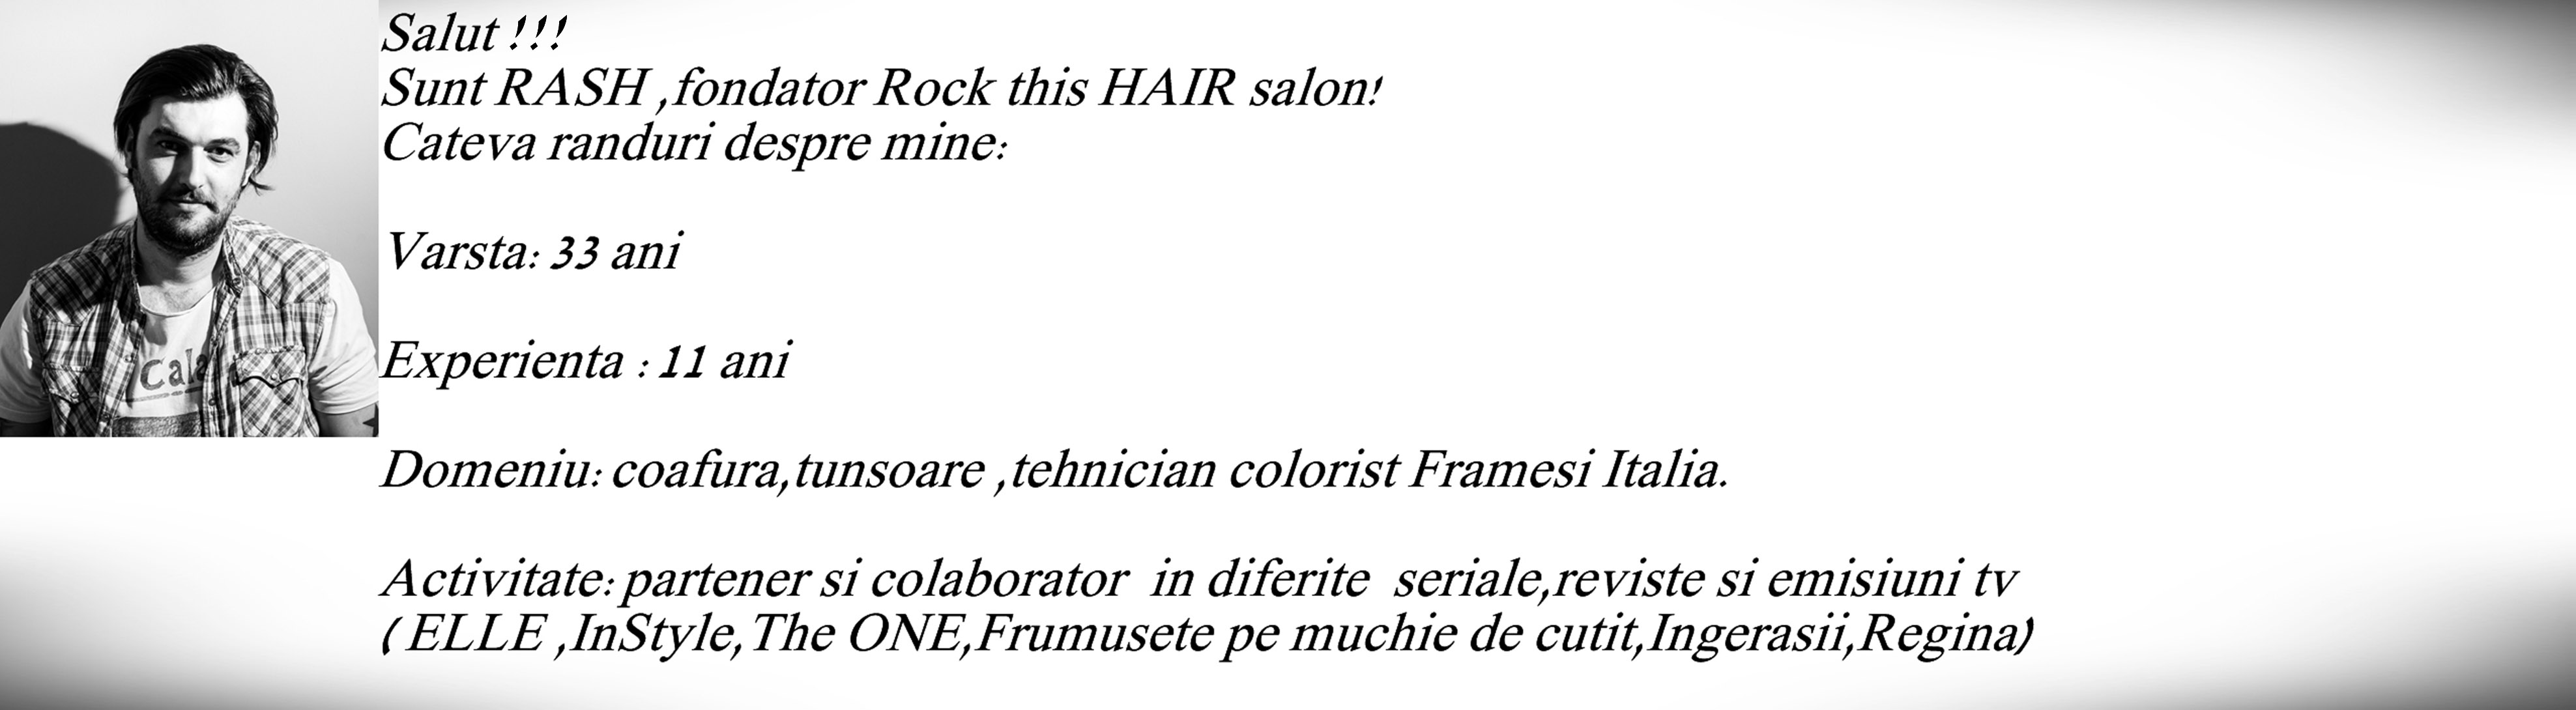 Salut !!!
Sunt RASH ,fondator Rock this HAIR salon!
Cateva randuri despre mine:
Varsta: 33 ani
Experienta : 11 ani
Domeniu: coafura,tunsoare ,tehnician colorist Framesi Italia.
Activitate: partener si colaborator in diferite seriale,reviste si emisiuni tv
( ELLE ,InStyle,The ONE,Frumusete pe muchie de cutit,Ingerasii,Regina)
Cala